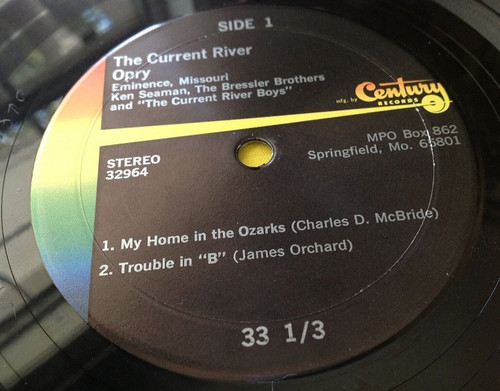 SIDE 1
The Current River
Opry
Eminence, Missouri
Ken Seaman, The Bressler Brothers
and "The Current River Boys"
mfg. by Century
RECORDS
MPO Box 862
Springfield, Mo. 65801
STEREO
32964
1. My Home in the Ozarks (Charles D. McBride)
2. Trouble in "B" (James Orchard)
33 1/3